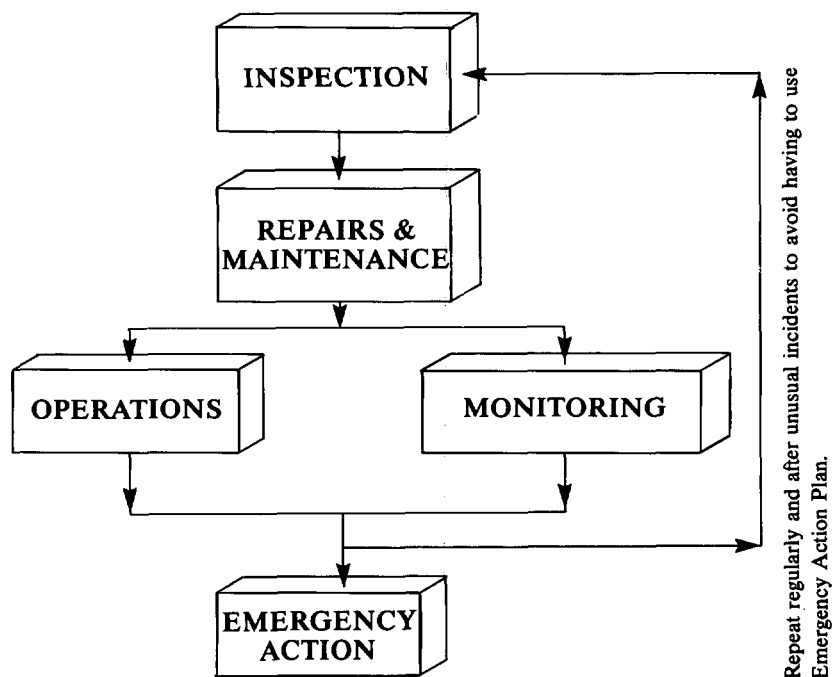 INSPECTION
REPAIRS &
MAINTENANCE
OPERATIONS
MONITORING
EMERGENCY
ACTION
Repeat regularly and after unusual incidents to avoid having to use
Emergency Action Plan.